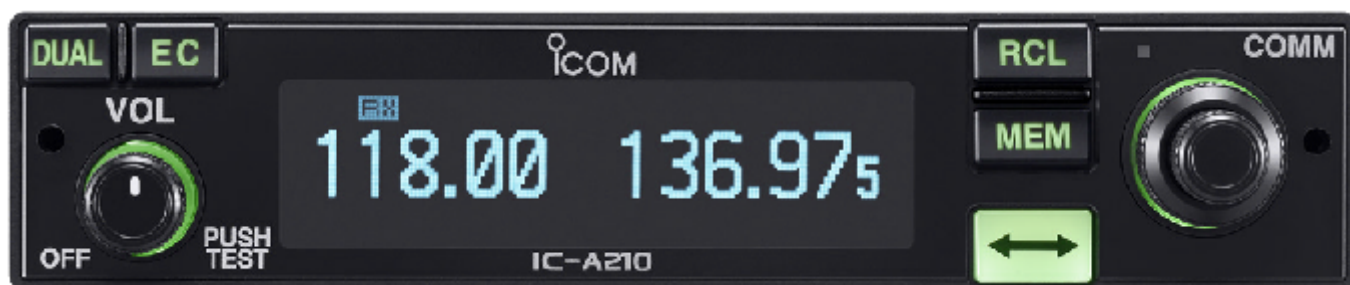 DUAL
EC
VOL
OFF
PUSH
TEST
iCOM
118.00
136.975
IC-A210
RCL
MEM
COMM